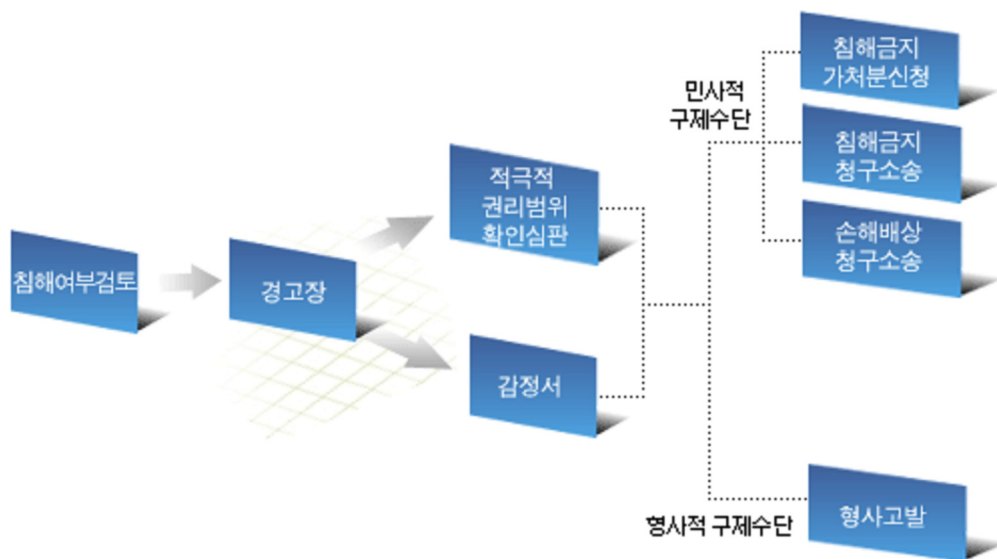 침해여부검토
경고장
적극적
권리범위
확인심판
감정서
민사적
구제수단
침해금지
가처분신청
침해금지
청구소송
손해배상
청구소송
형사적 구제수단
형사고발